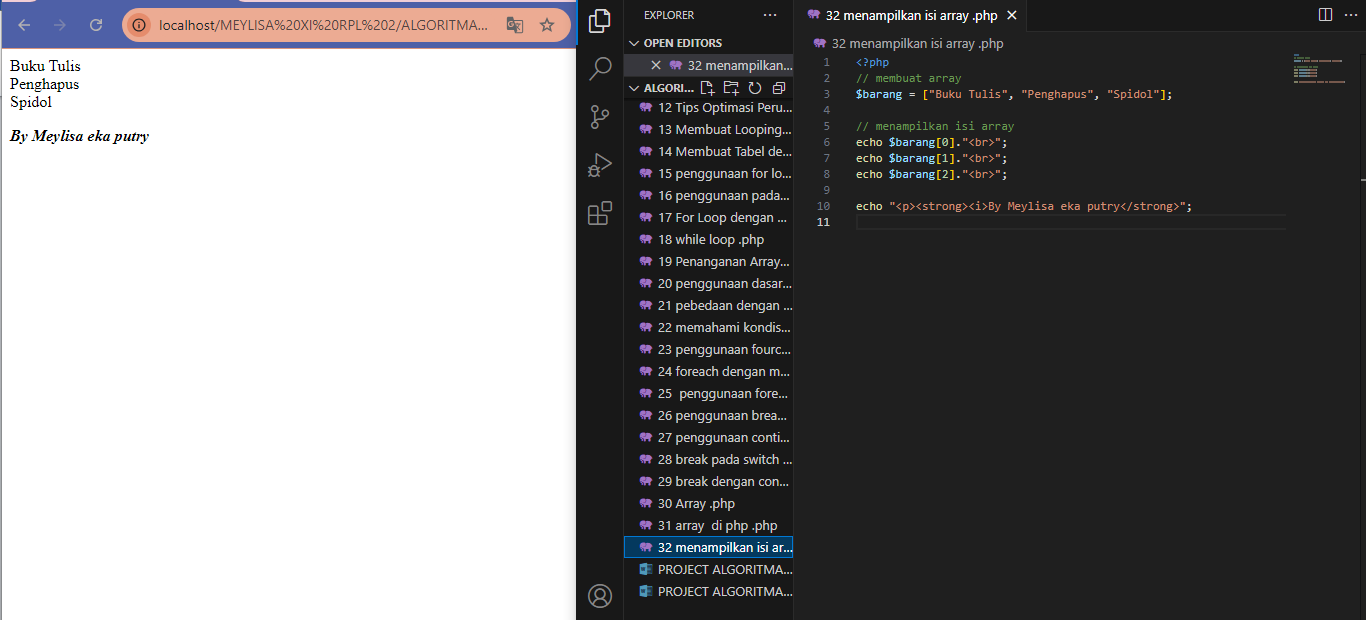 localhost/MEYLISA%20XI%20RPL%202/ALGORITMA...
Buku Tulis
Penghapus
Spidol
By Meylisa eka putry
EXPLORER
OPEN EDITORS
32 menampilkan...
ALGORI...
12 Tips Optimasi Peru...
13 Membuat Looping...
14 Membuat Tabel de...
15 penggunaan for lo...
16 penggunaan pada...
17 For Loop dengan ...
18 while loop .php
19 Penanganan Array...
20 penggunaan dasar...
21 pebedaan dengan ...
22 memahami kondis...
23 penggunaan fourc...
24 foreach dengan m...
25 penggunaan fore...
26 penggunaan brea...
27 penggunaan conti...
28 break pada switch ...
29 break dengan con...
30 Array .php
31 array di php .php
32 menampilkan isi ar...
PROJECT ALGORITMA...
PROJECT ALGORITMA...
32 menampilkan isi array .php
32 menampilkan isi array .php
1 <?php
2 // membuat array
3 $barang = ["Buku Tulis", "Penghapus", "Spidol"];
4
5 // menampilkan isi array
6 echo $barang[0]."<br>";
7 echo $barang[1]."<br>";
8 echo $barang[2]."<br>";
9
10 echo "<p><strong><i>By Meylisa eka putry</strong>";
11